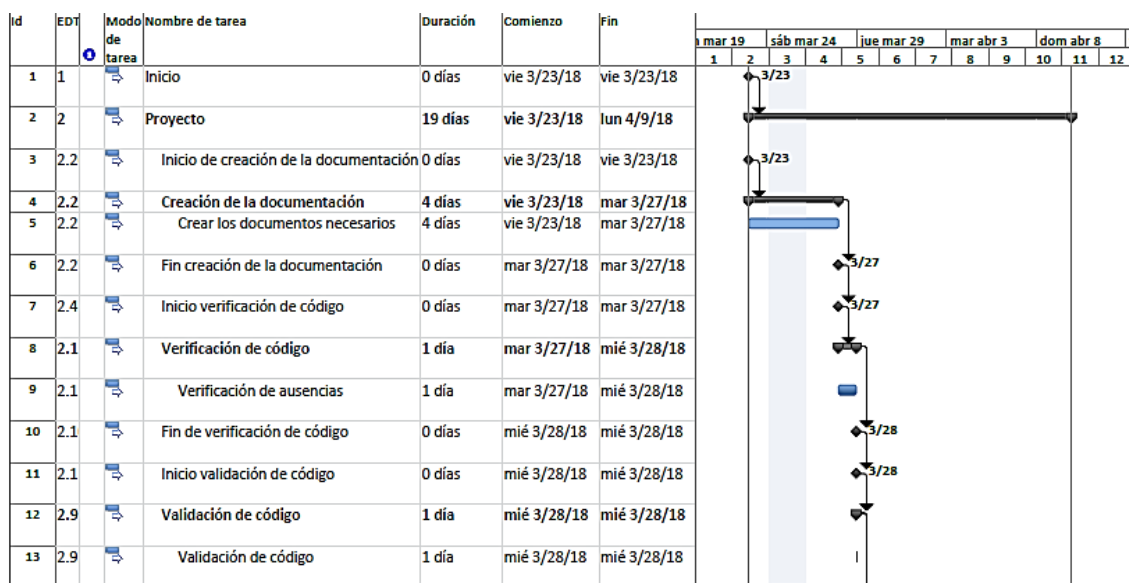 Id EDT Modo de tarea Nombre de tarea Duración Comienzo Fin
mar 19 sáb mar 24 jue mar 29 mar abr 3 dom abr 8
1 2 3 4 5 6 7 8 9 10 11 12
1 1 Inicio 0 días vie 3/23/18 vie 3/23/18 3/23
2 2 Proyecto 19 días vie 3/23/18 lun 4/9/18
3 2.2 Inicio de creación de la documentación 0 días vie 3/23/18 vie 3/23/18 3/23
4 2.2 Creación de la documentación 4 días vie 3/23/18 mar 3/27/18
5 2.2 Crear los documentos necesarios 4 días vie 3/23/18 mar 3/27/18
6 2.2 Fin creación de la documentación 0 días mar 3/27/18 mar 3/27/18 3/27
7 2.4 Inicio verificación de código 0 días mar 3/27/18 mar 3/27/18 3/27
8 2.1 Verificación de código 1 día mar 3/27/18 mié 3/28/18
9 2.1 Verificación de ausencias 1 día mar 3/27/18 mié 3/28/18
10 2.1 Fin de verificación de código 0 días mié 3/28/18 mié 3/28/18 3/28
11 2.1 Inicio validación de código 0 días mié 3/28/18 mié 3/28/18 3/28
12 2.9 Validación de código 1 día mié 3/28/18 mié 3/28/18
13 2.9 Validación de código 1 día mié 3/28/18 mié 3/28/18